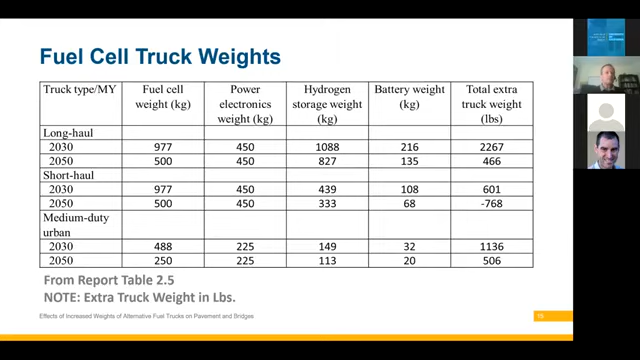 Fuel Cell Truck Weights
Truck type/MY | Fuel cell weight (kg) | Power electronics weight (kg) | Hydrogen storage weight (kg) | Battery weight (kg) | Total extra truck weight (lbs)
Long-haul
2030 | 977 | 450 | 1088 | 216 | 2267
2050 | 500 | 450 | 827 | 135 | 466
Short-haul
2030 | 977 | 450 | 439 | 108 | 601
2050 | 500 | 450 | 333 | 68 | -768
Medium-duty urban
2030 | 488 | 225 | 149 | 32 | 1136
2050 | 250 | 225 | 113 | 20 | 506
From Report Table 2.5
NOTE: Extra Truck Weight in Lbs.
Effects of Increased Weights of Alternative Fuel Trucks on Pavement and Bridges